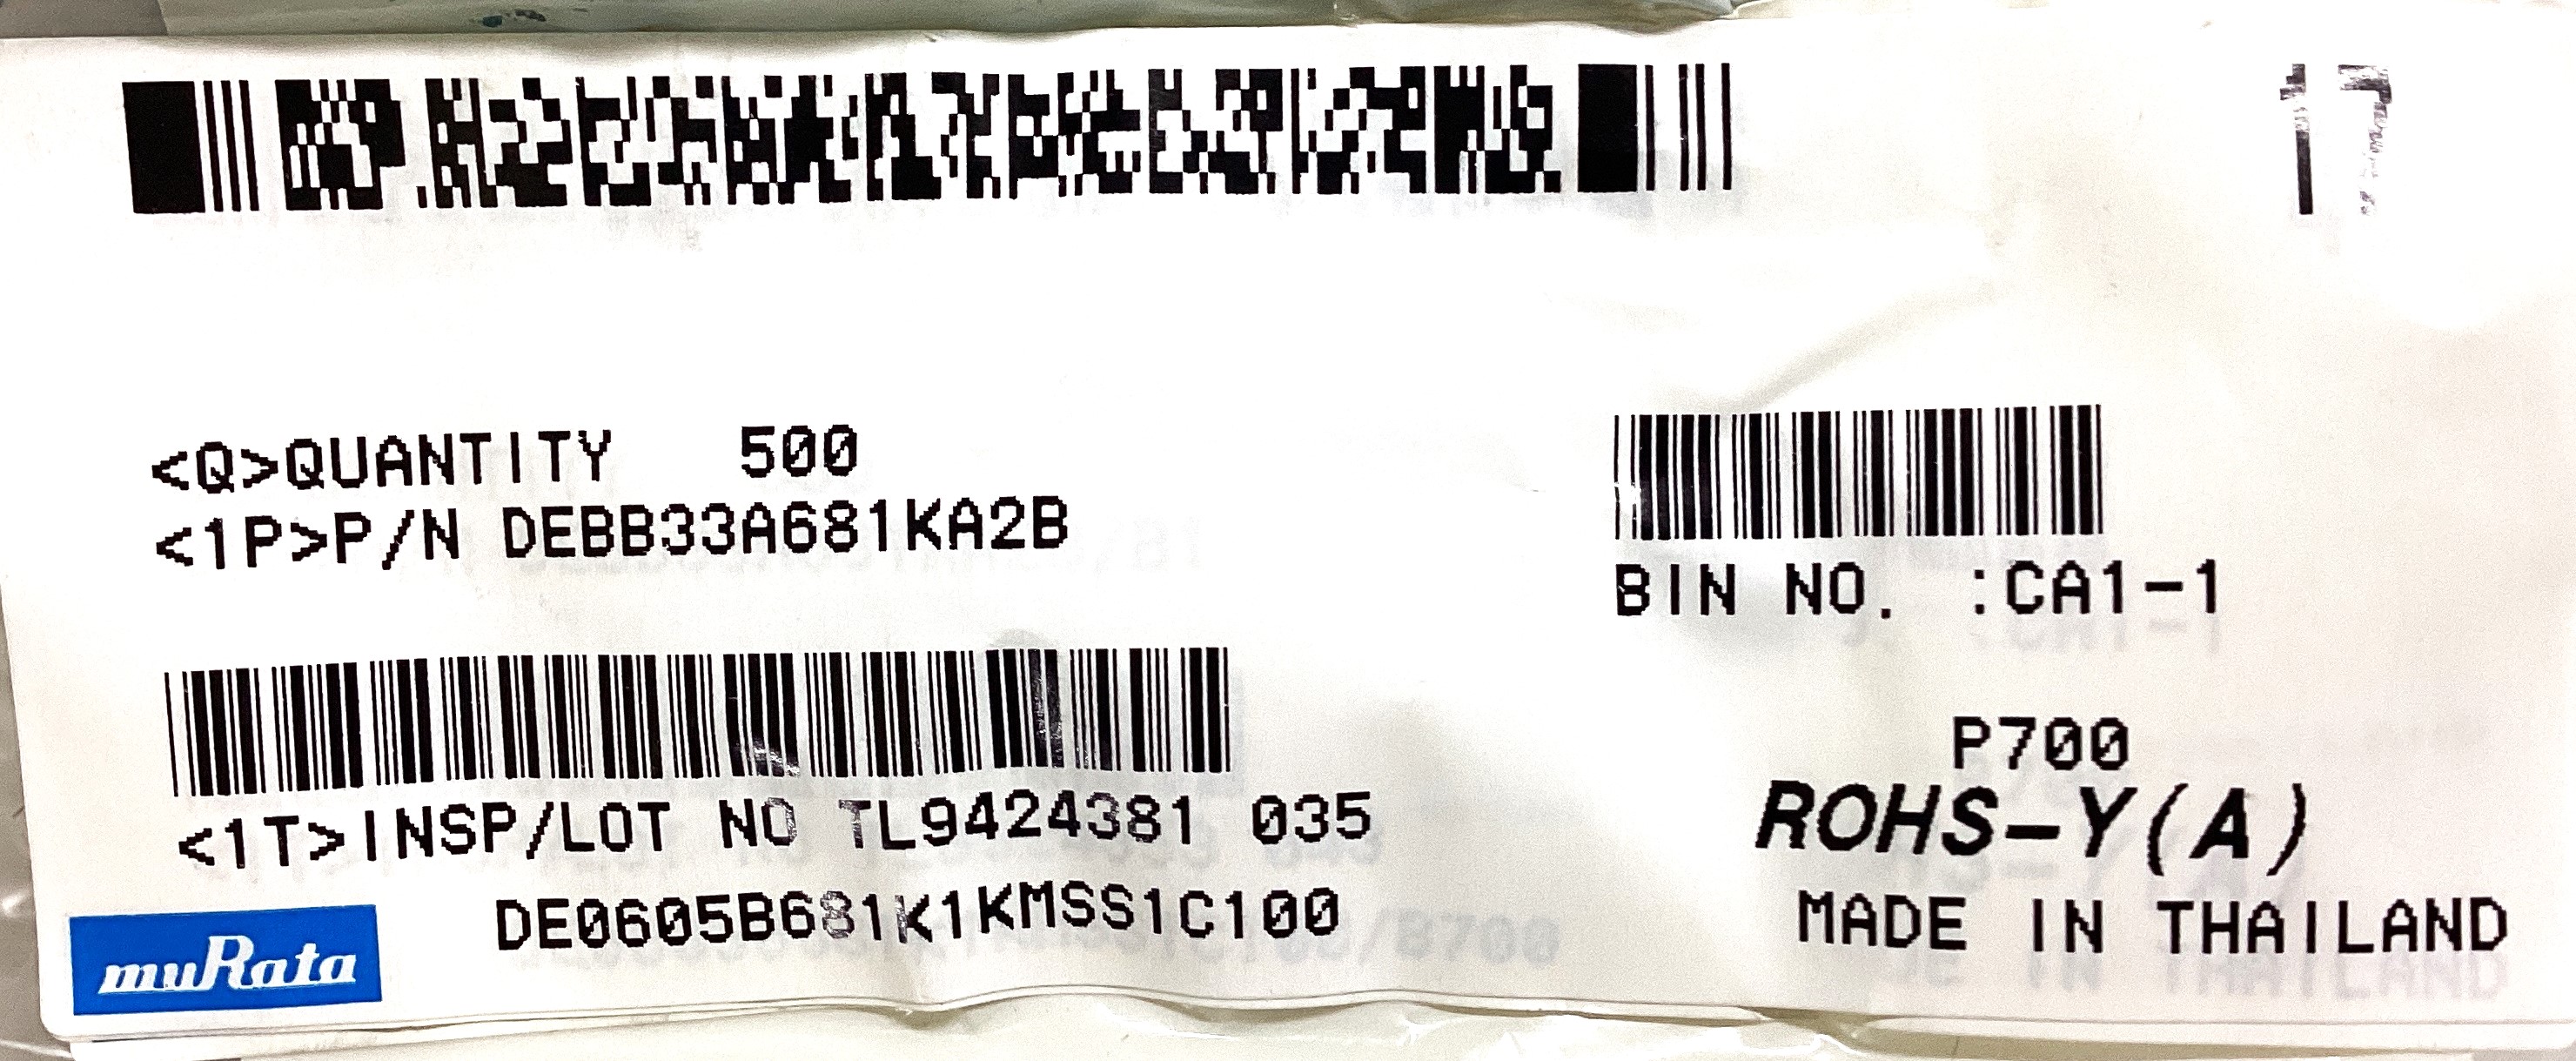 17
<Q>QUANTITY 500
<1P>P/N DEBB33A681KA2B
BIN NO. :CA1-1
<1T>INSP/LOT NO TL9424381 035
P700
ROHS-Y(A)
DE0605B681K1KMSS1C100
MADE IN THAILAND
muRata